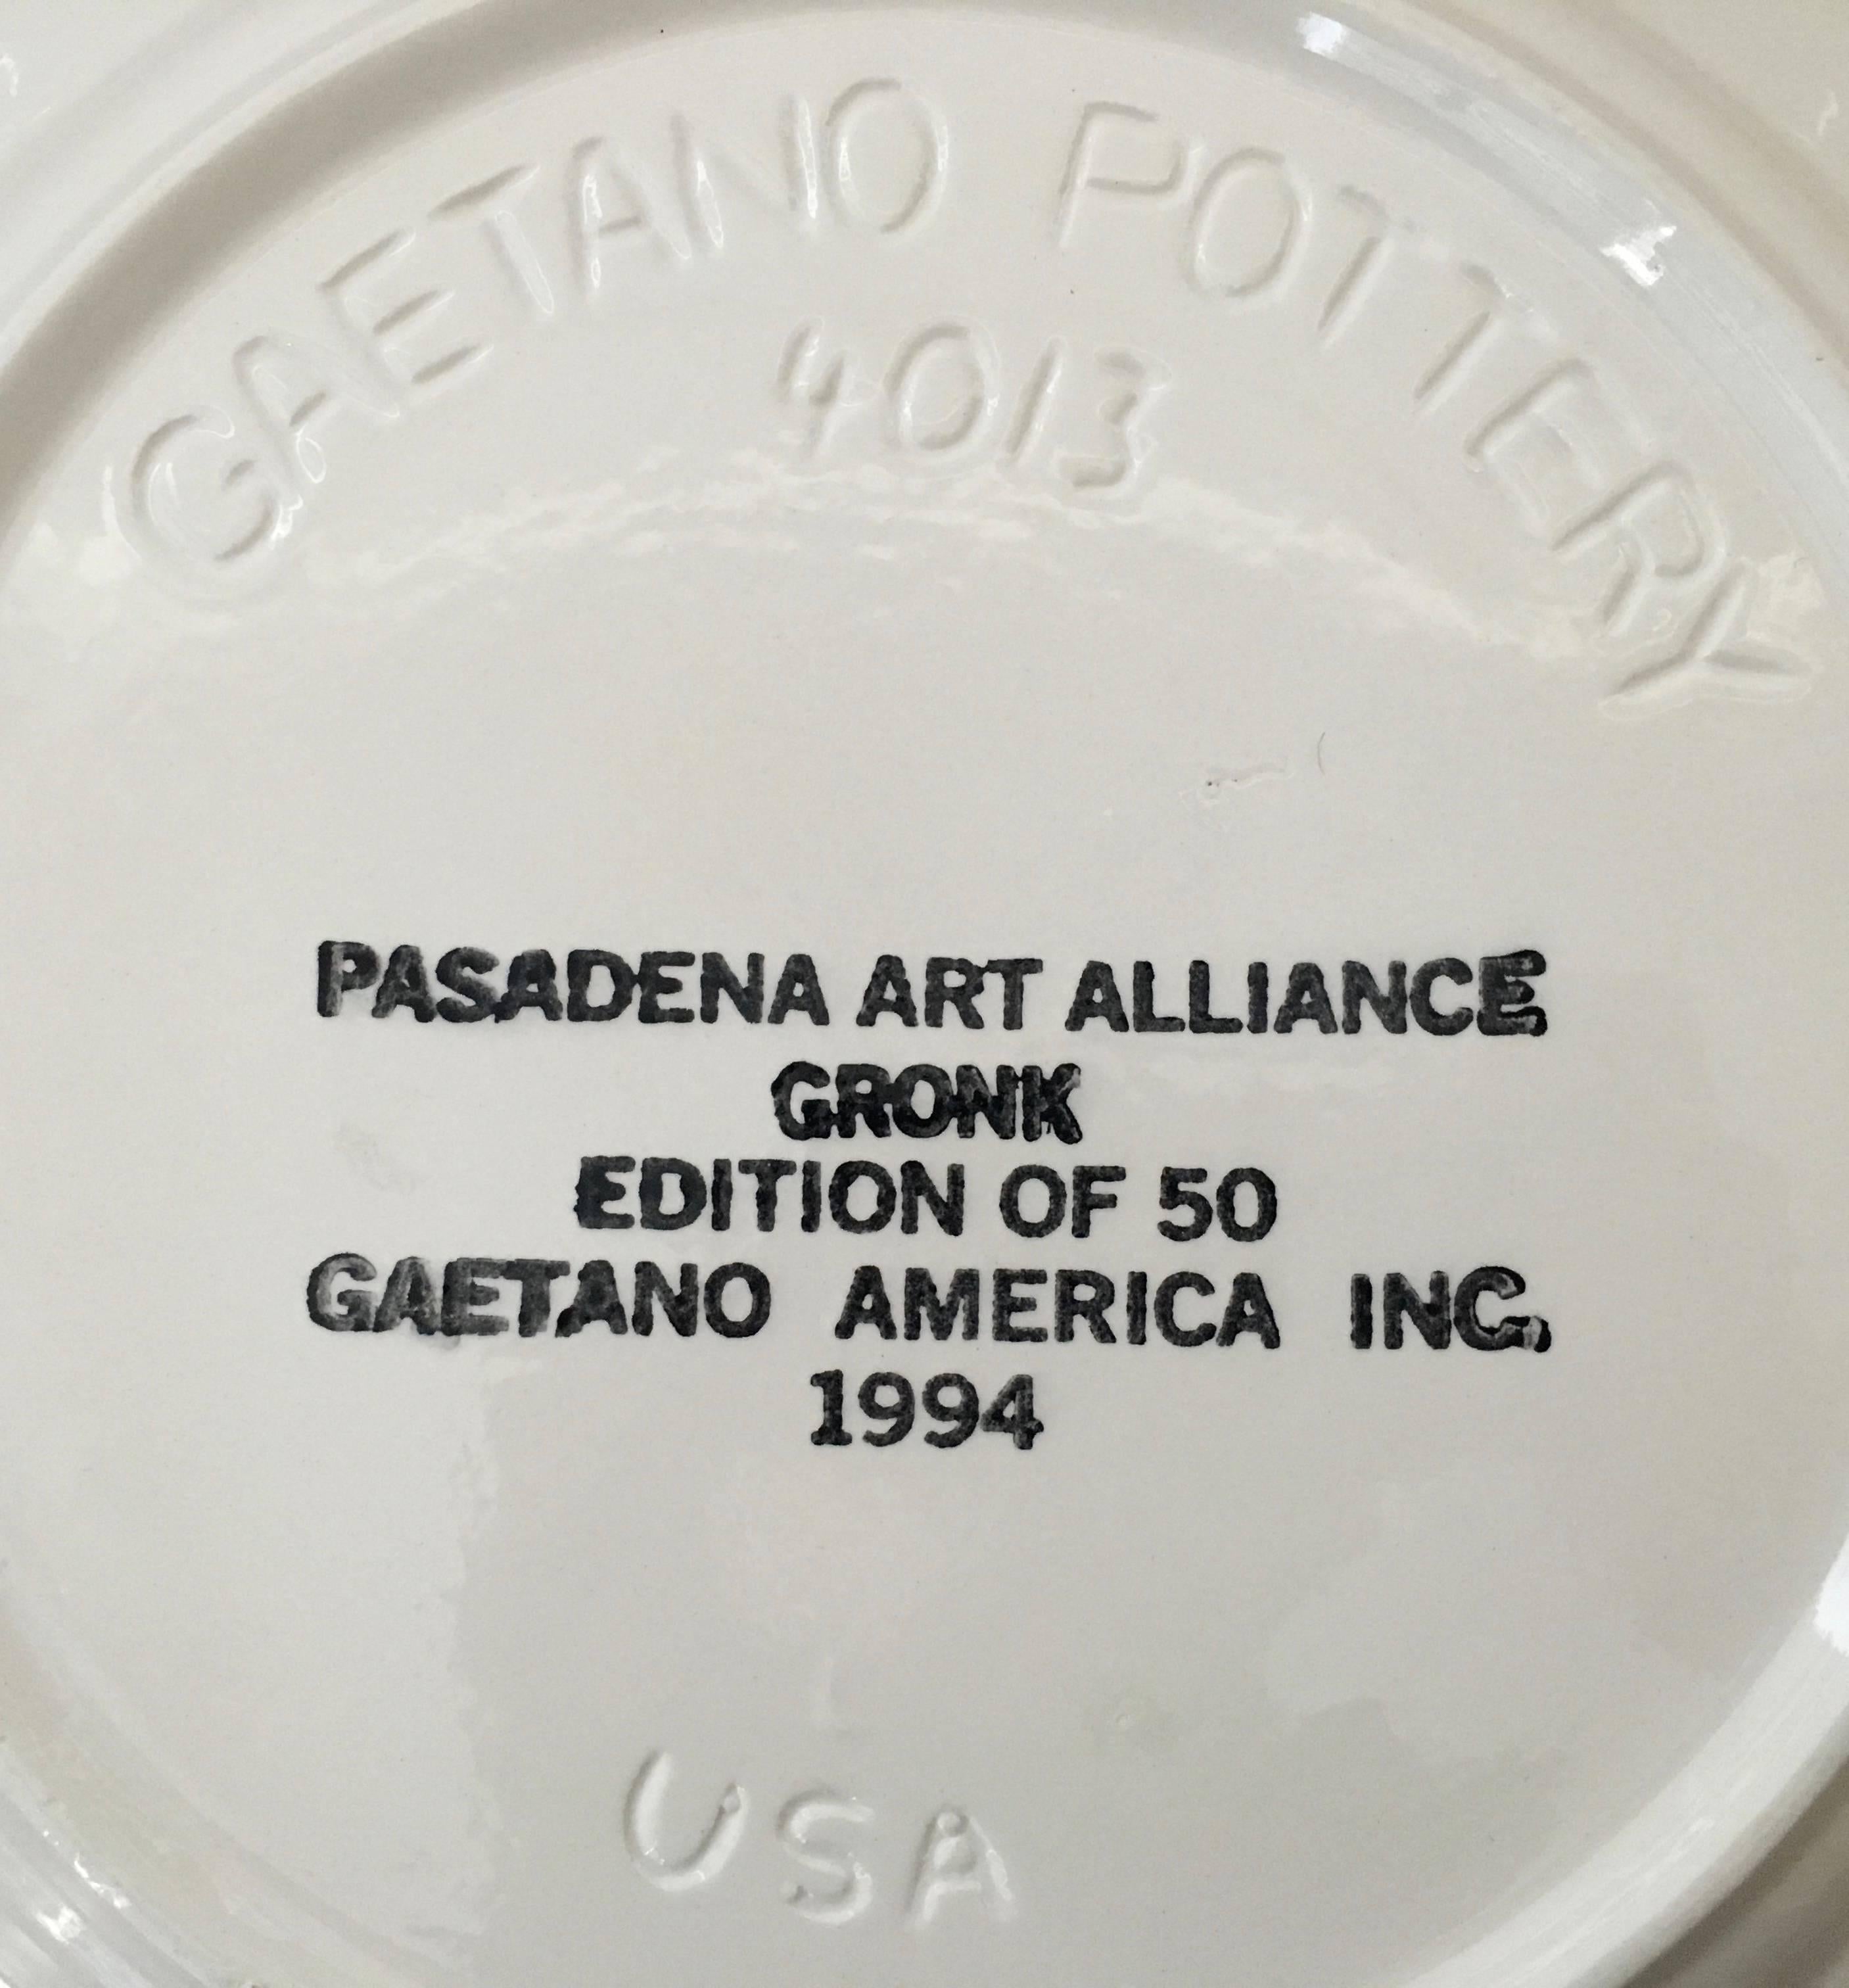 GAETANO POTTERY
4013
PASADENA ART ALLIANCE
GRONK
EDITION OF 50
GAETANO AMERICA INC.
1994
USA